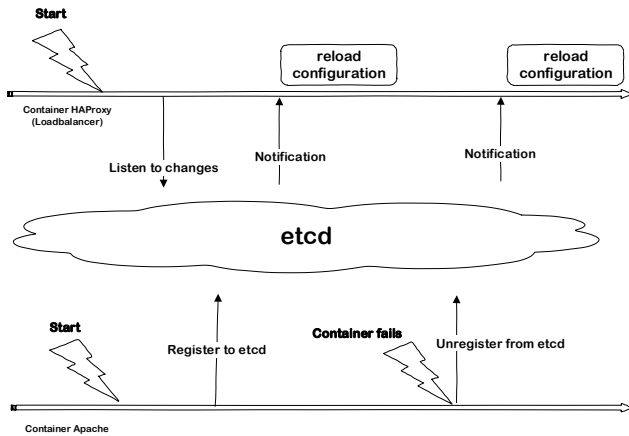 Start
reload
configuration
reload
configuration
Container HAProxy
(Loadbalancer)
Listen to changes
Notification
Notification
etcd
Start
Register to etcd
Container fails
Unregister from etcd
Container Apache